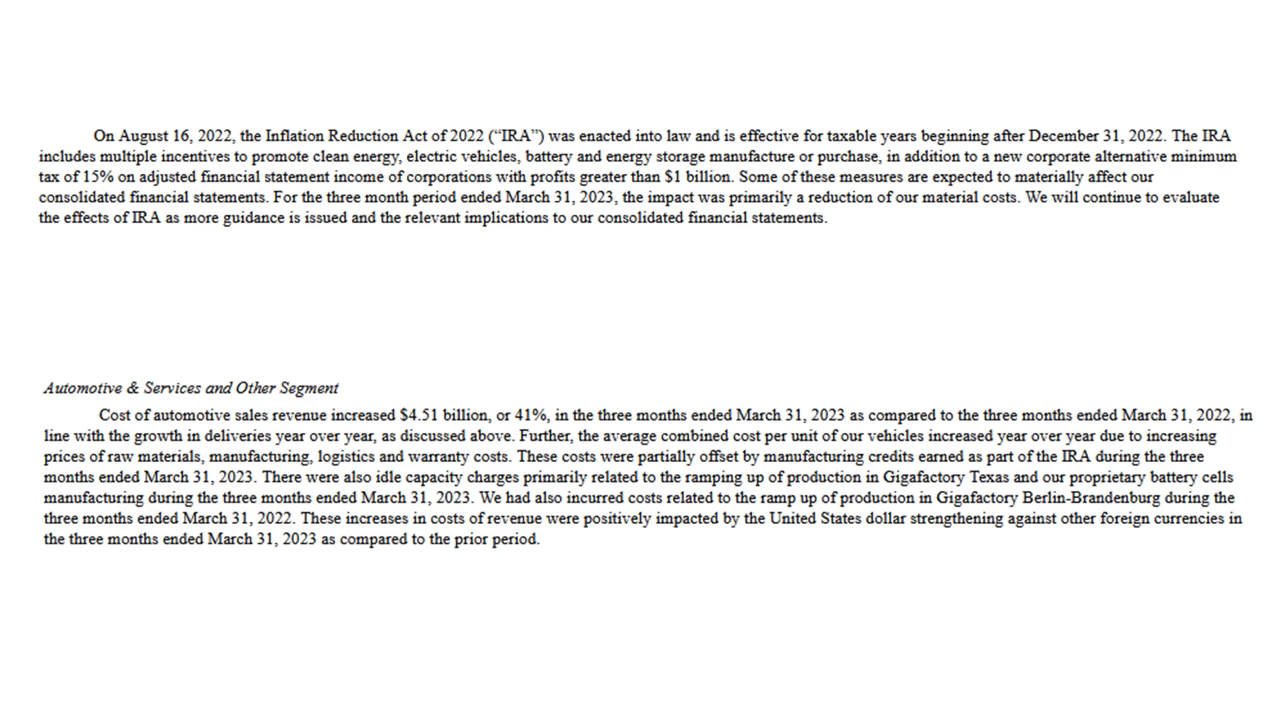 On August 16, 2022, the Inflation Reduction Act of 2022 (“IRA”) was enacted into law and is effective for taxable years beginning after December 31, 2022. The IRA
includes multiple incentives to promote clean energy, electric vehicles, battery and energy storage manufacture or purchase, in addition to a new corporate alternative minimum
tax of 15% on adjusted financial statement income of corporations with profits greater than $1 billion. Some of these measures are expected to materially affect our
consolidated financial statements. For the three month period ended March 31, 2023, the impact was primarily a reduction of our material costs. We will continue to evaluate
the effects of IRA as more guidance is issued and the relevant implications to our consolidated financial statements.
Automotive & Services and Other Segment
Cost of automotive sales revenue increased $4.51 billion, or 41%, in the three months ended March 31, 2023 as compared to the three months ended March 31, 2022, in
line with the growth in deliveries year over year, as discussed above. Further, the average combined cost per unit of our vehicles increased year over year due to increasing
prices of raw materials, manufacturing, logistics and warranty costs. These costs were partially offset by manufacturing credits earned as part of the IRA during the three
months ended March 31, 2023. There were also idle capacity charges primarily related to the ramping up of production in Gigafactory Texas and our proprietary battery cells
manufacturing during the three months ended March 31, 2023. We had also incurred costs related to the ramp up of production in Gigafactory Berlin-Brandenburg during the
three months ended March 31, 2022. These increases in costs of revenue were positively impacted by the United States dollar strengthening against other foreign currencies in
the three months ended March 31, 2023 as compared to the prior period.